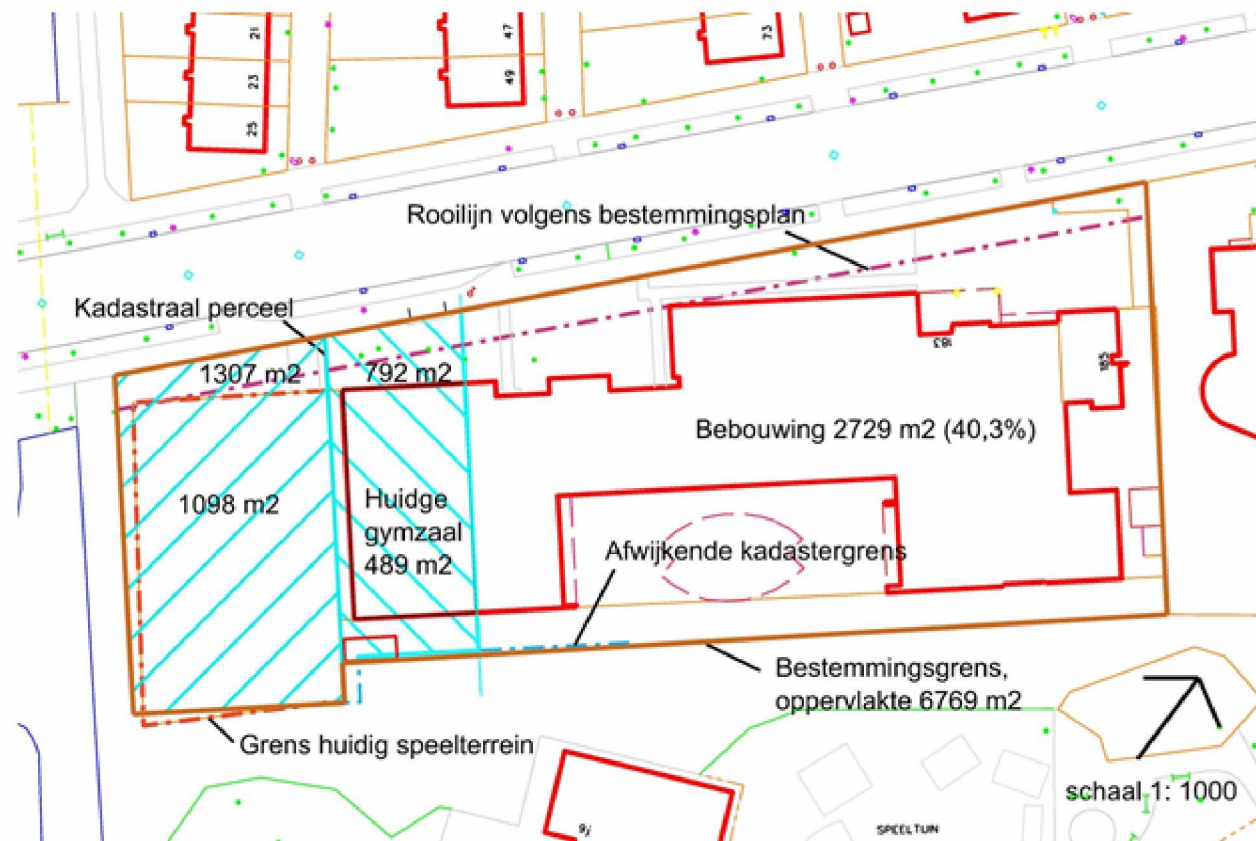 21
23
25
47
49
73
Rooilijn volgens bestemmingsplan
Kadastraal perceel
1307 m2
792 m2
183
185
Bebouwing 2729 m2 (40,3%)
1098 m2
Huidge
gymzaal
489 m2
Afwijkende kadastergrens
Bestemmingsgrens,
oppervlakte 6769 m2
Grens huidig speelterrein
schaal 1: 1000
SPEELTUIN